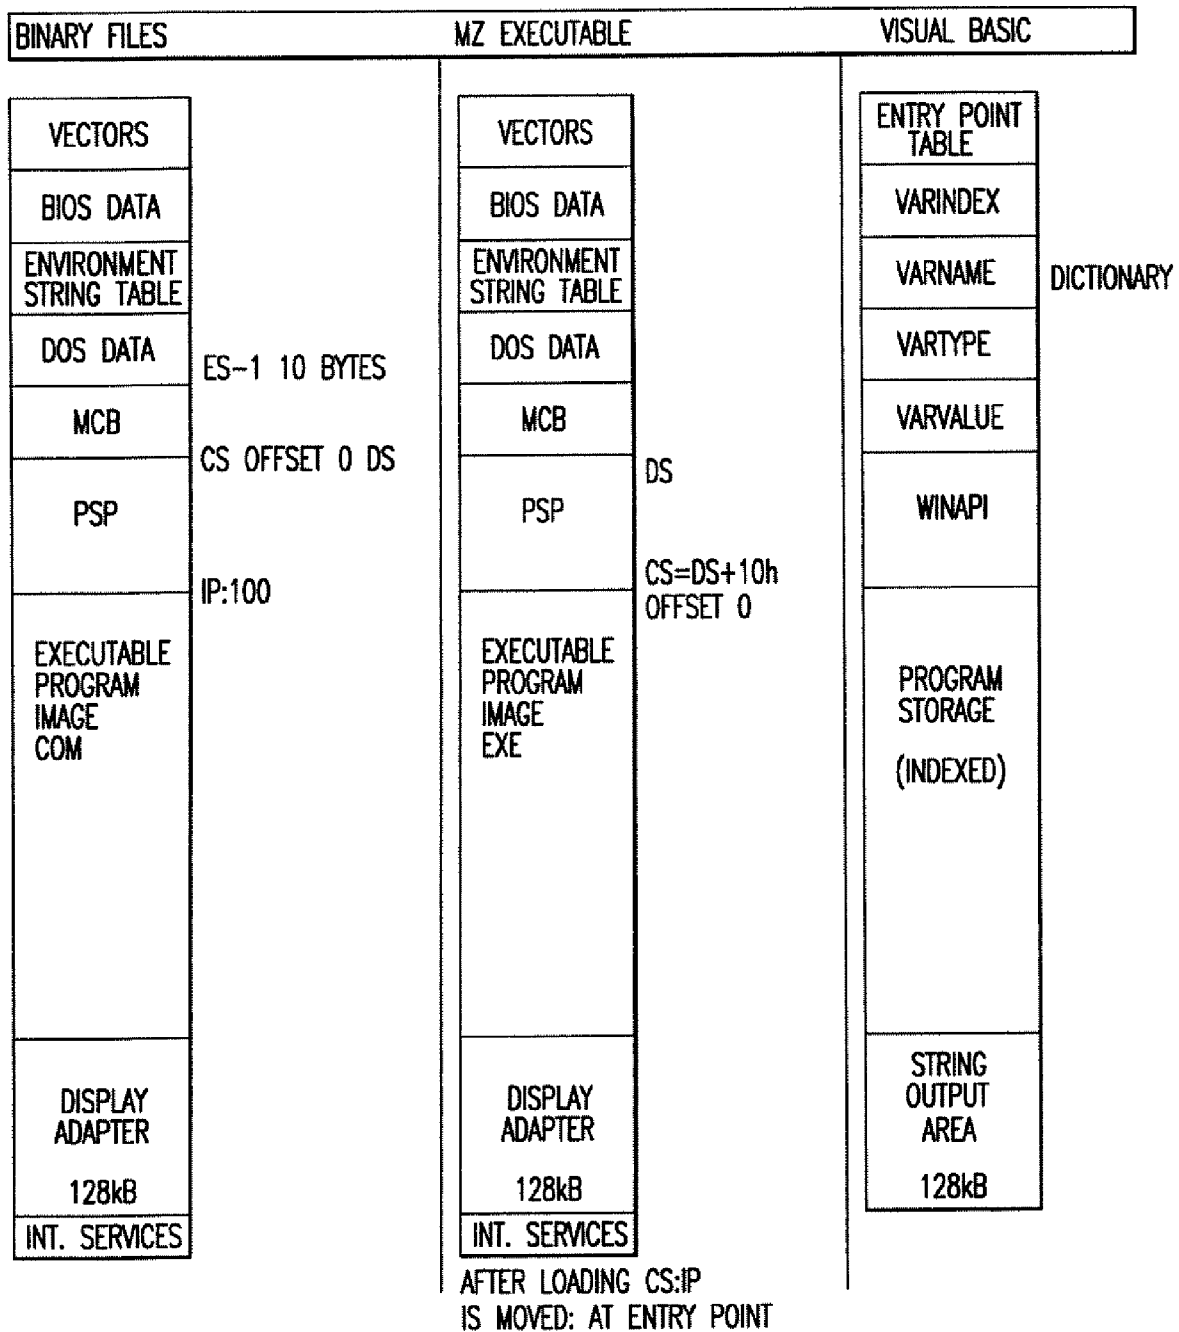 BINARY FILES
MZ EXECUTABLE
VISUAL BASIC
VECTORS
BIOS DATA
ENVIRONMENT
STRING TABLE
DOS DATA
ES-1 10 BYTES
MCB
CS OFFSET 0 DS
PSP
IP:100
EXECUTABLE
PROGRAM
IMAGE
COM
DISPLAY
ADAPTER
128kB
INT. SERVICES
VECTORS
BIOS DATA
ENVIRONMENT
STRING TABLE
DOS DATA
MCB
DS
PSP
CS=DS+10h
OFFSET 0
EXECUTABLE
PROGRAM
IMAGE
EXE
DISPLAY
ADAPTER
128kB
INT. SERVICES
AFTER LOADING CS:IP
IS MOVED: AT ENTRY POINT
ENTRY POINT
TABLE
VARINDEX
VARNAME
DICTIONARY
VARTYPE
VARVALUE
WINAPI
PROGRAM
STORAGE
(INDEXED)
STRING
OUTPUT
AREA
128kB